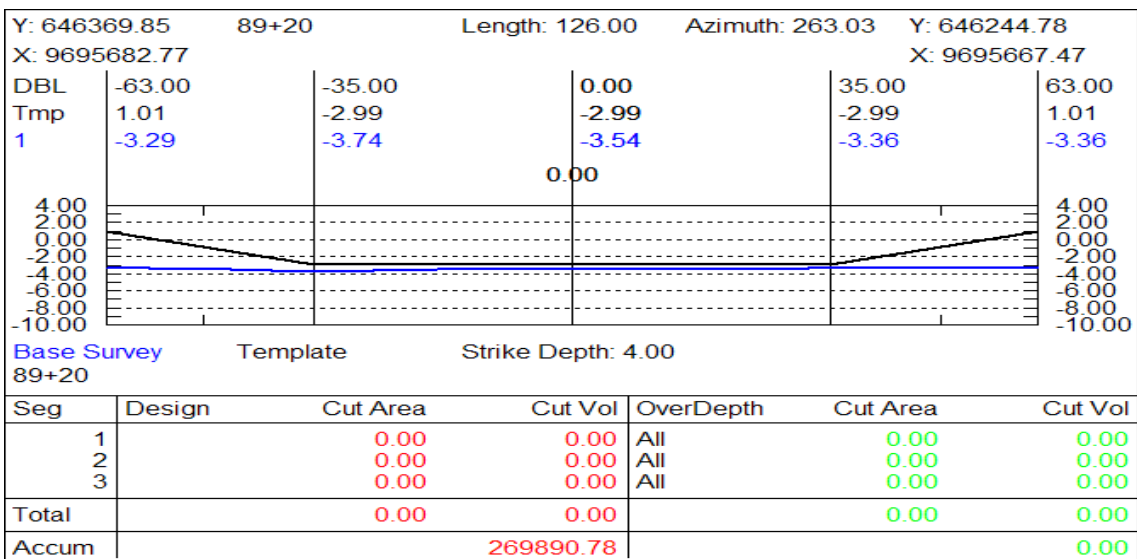 Y: 646369.85 89+20 Length: 126.00 Azimuth: 263.03 Y: 646244.78
X: 9695682.77 X: 9695667.47
DBL -63.00 -35.00 0.00 35.00 63.00
Tmp 1.01 -2.99 -2.99 -2.99 1.01
1 -3.29 -3.74 -3.54 -3.36 -3.36
0.00
4.00 4.00
2.00 2.00
0.00 0.00
-2.00 -2.00
-4.00 -4.00
-6.00 -6.00
-8.00 -8.00
-10.00 -10.00
Base Survey Template Strike Depth: 4.00
89+20
Seg Design Cut Area Cut Vol OverDepth Cut Area Cut Vol
1 0.00 0.00 All 0.00 0.00
2 0.00 0.00 All 0.00 0.00
3 0.00 0.00 All 0.00 0.00
Total 0.00 0.00 0.00 0.00
Accum 269890.78 0.00